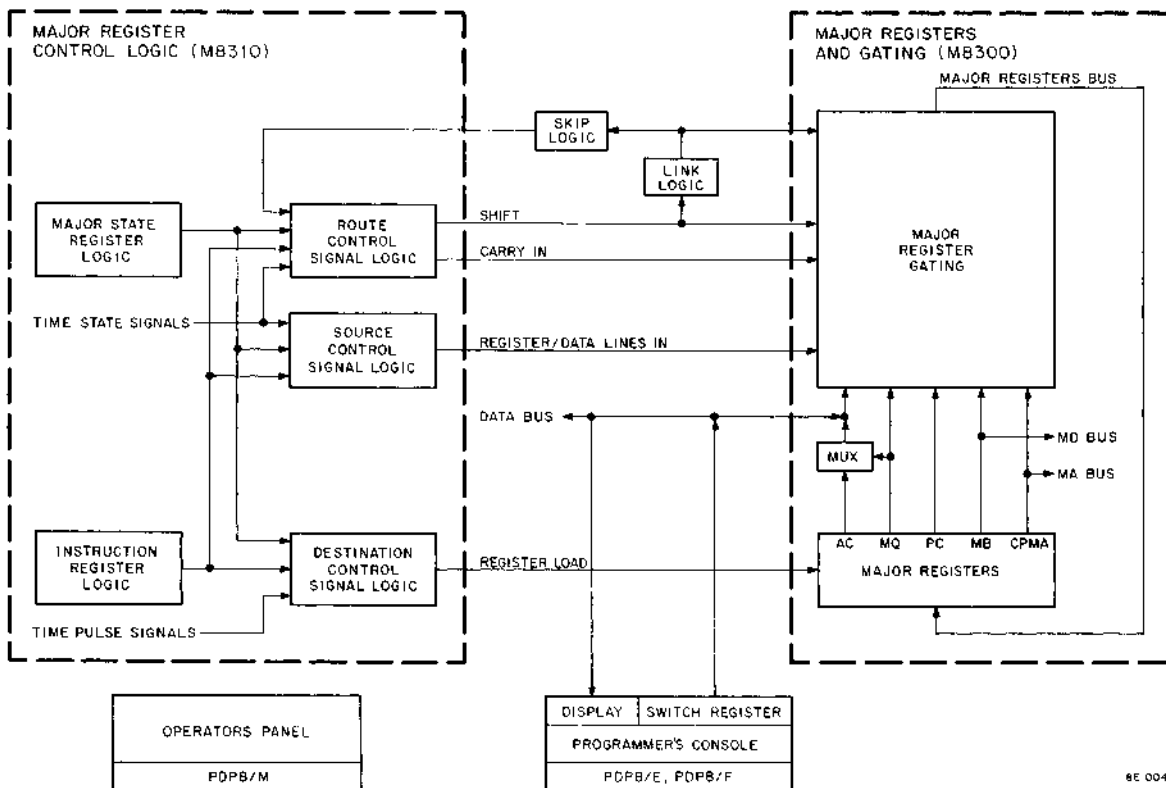 MAJOR REGISTER
CONTROL LOGIC (M8310)
MAJOR REGISTERS
AND GATING (M8300)
MAJOR REGISTERS BUS
SKIP
LOGIC
LINK
LOGIC
MAJOR STATE
REGISTER
LOGIC
ROUTE
CONTROL
SIGNAL LOGIC
SHIFT
CARRY IN
MAJOR
REGISTER
GATING
TIME STATE SIGNALS
SOURCE
CONTROL
SIGNAL LOGIC
REGISTER/DATA LINES IN
DATA BUS
MUX
MD BUS
MA BUS
INSTRUCTION
REGISTER
LOGIC
DESTINATION
CONTROL
SIGNAL LOGIC
REGISTER LOAD
AC MQ PC MB CPMA
MAJOR REGISTERS
TIME PULSE SIGNALS
OPERATORS PANEL
PDP8/M
DISPLAY SWITCH REGISTER
PROGRAMMER'S CONSOLE
PDP8/E, PDP8/F
8E 004